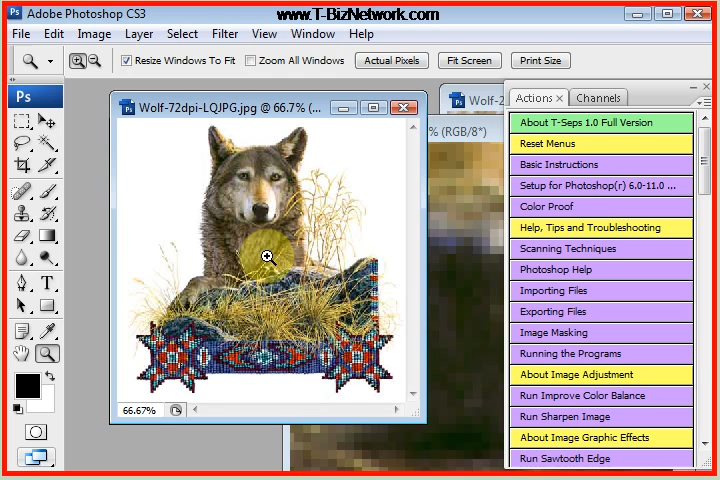 Adobe Photoshop CS3
www.T-BizNetwork.com
File Edit Image Layer Select Filter View Window Help
Resize Windows To Fit
Zoom All Windows
Actual Pixels
Fit Screen
Print Size
Ps
Wolf-72dpi-LQJPG.jpg @ 66.7% (...
Wolf-
% (RGB/8*)
66.67%
Actions
Channels
About T-Seps 1.0 Full Version
Reset Menus
Basic Instructions
Setup for Photoshop(r) 6.0-11.0 ...
Color Proof
Help, Tips and Troubleshooting
Scanning Techniques
Photoshop Help
Importing Files
Exporting Files
Image Masking
Running the Programs
About Image Adjustment
Run Improve Color Balance
Run Sharpen Image
About Image Graphic Effects
Run Sawtooth Edge